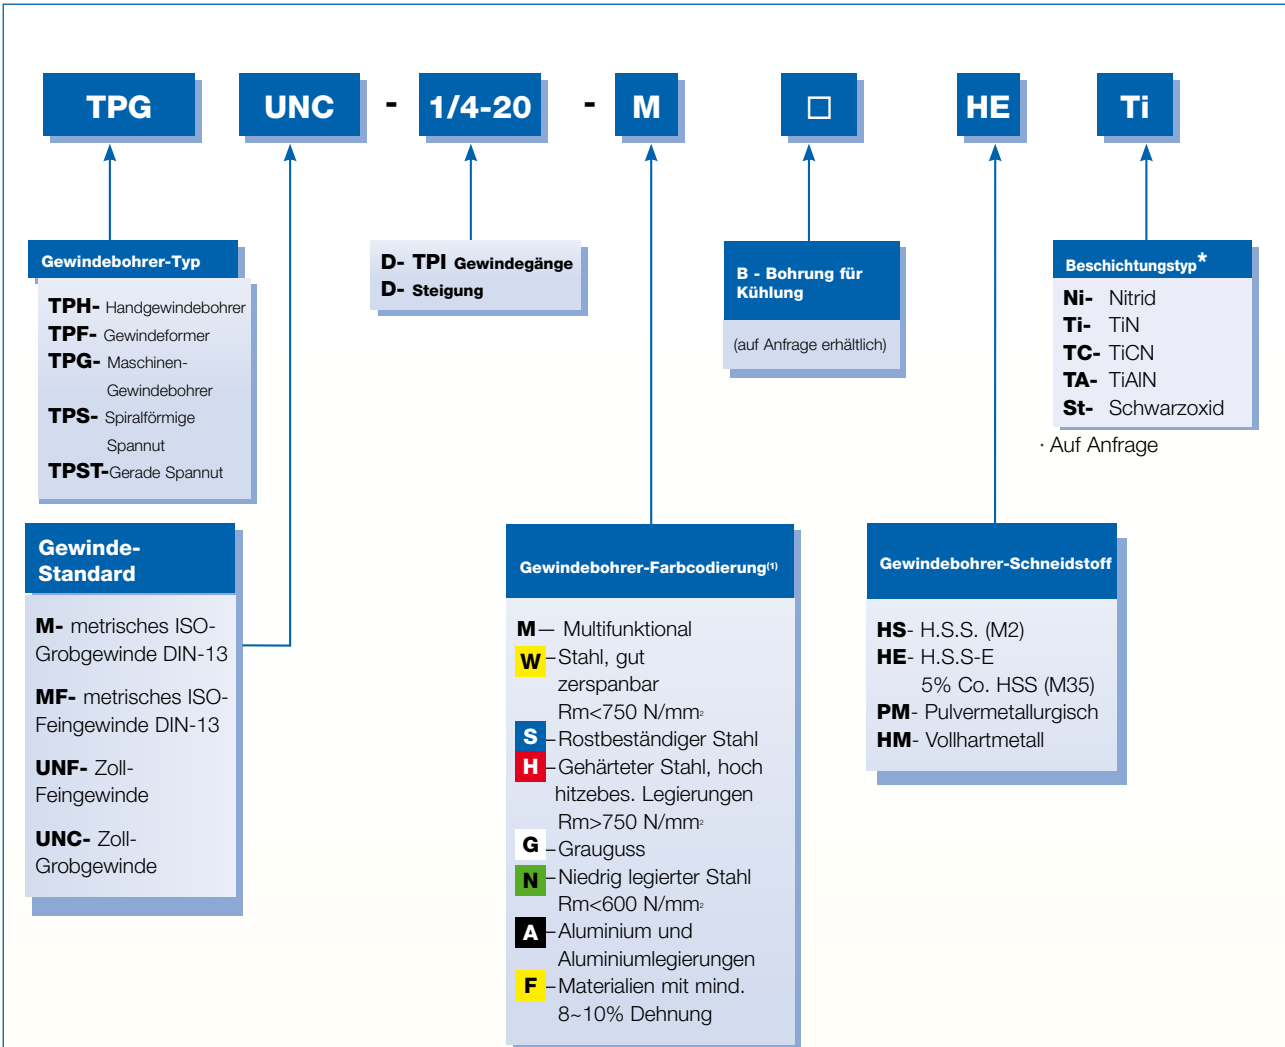 TPG UNC - 1/4-20 - M □ HE Ti
Gewindebohrer-Typ
TPH- Handgewindebohrer
TPF- Gewindeformer
TPG- Maschinen-
Gewindebohrer
TPS- Spiralförmige
Spannut
TPST-Gerade Spannut
D- TPI Gewindegänge
D- Steigung
B - Bohrung für
Kühlung
(auf Anfrage erhältlich)
Beschichtungstyp*
Ni- Nitrid
Ti- TiN
TC- TiCN
TA- TiAlN
St- Schwarzoxid
· Auf Anfrage
Gewinde-
Standard
M- metrisches ISO-
Grobgewinde DIN-13
MF- metrisches ISO-
Feingewinde DIN-13
UNF- Zoll-
Feingewinde
UNC- Zoll-
Grobgewinde
Gewindebohrer-Farbcodierung(1)
M— Multifunktional
W –Stahl, gut
zerspanbar
Rm<750 N/mm²
S –Rostbeständiger Stahl
H –Gehärteter Stahl, hoch
hitzebes. Legierungen
Rm>750 N/mm²
G –Grauguss
N –Niedrig legierter Stahl
Rm<600 N/mm²
A –Aluminium und
Aluminiumlegierungen
F –Materialien mit mind.
8~10% Dehnung
Gewindebohrer-Schneidstoff
HS- H.S.S. (M2)
HE- H.S.S-E
5% Co. HSS (M35)
PM- Pulvermetallurgisch
HM- Vollhartmetall